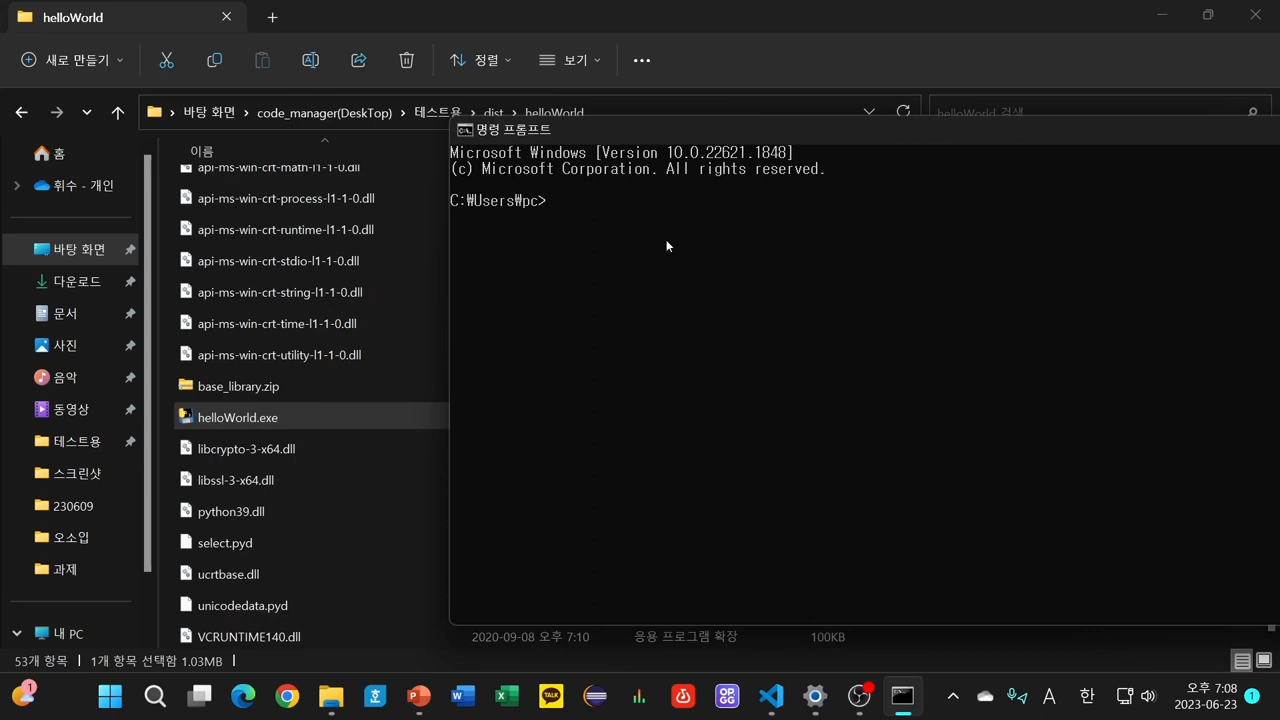 helloWorld
새로 만들기
정렬
보기
바탕 화면 > code_manager(DeskTop) > 테스트용 > dist > helloWorld
helloWorld 검색
명령 프롬프트
Microsoft Windows [Version 10.0.22621.1848]
(c) Microsoft Corporation. All rights reserved.
C:₩Users₩pc>
홈
휘수 - 개인
바탕 화면
다운로드
문서
사진
음악
동영상
테스트용
스크린샷
230609
오소입
과제
내 PC
이름
api-ms-win-crt-math-l1-1-0.dll
api-ms-win-crt-process-l1-1-0.dll
api-ms-win-crt-runtime-l1-1-0.dll
api-ms-win-crt-stdio-l1-1-0.dll
api-ms-win-crt-string-l1-1-0.dll
api-ms-win-crt-time-l1-1-0.dll
api-ms-win-crt-utility-l1-1-0.dll
base_library.zip
helloWorld.exe
libcrypto-3-x64.dll
libssl-3-x64.dll
python39.dll
select.pyd
ucrtbase.dll
unicodedata.pyd
VCRUNTIME140.dll
2020-09-08 오후 7:10
응용 프로그램 확장
100KB
53개 항목
1개 항목 선택함 1.03MB
1
TALK
OP.GG
A
한
오후 7:08
2023-06-23
1